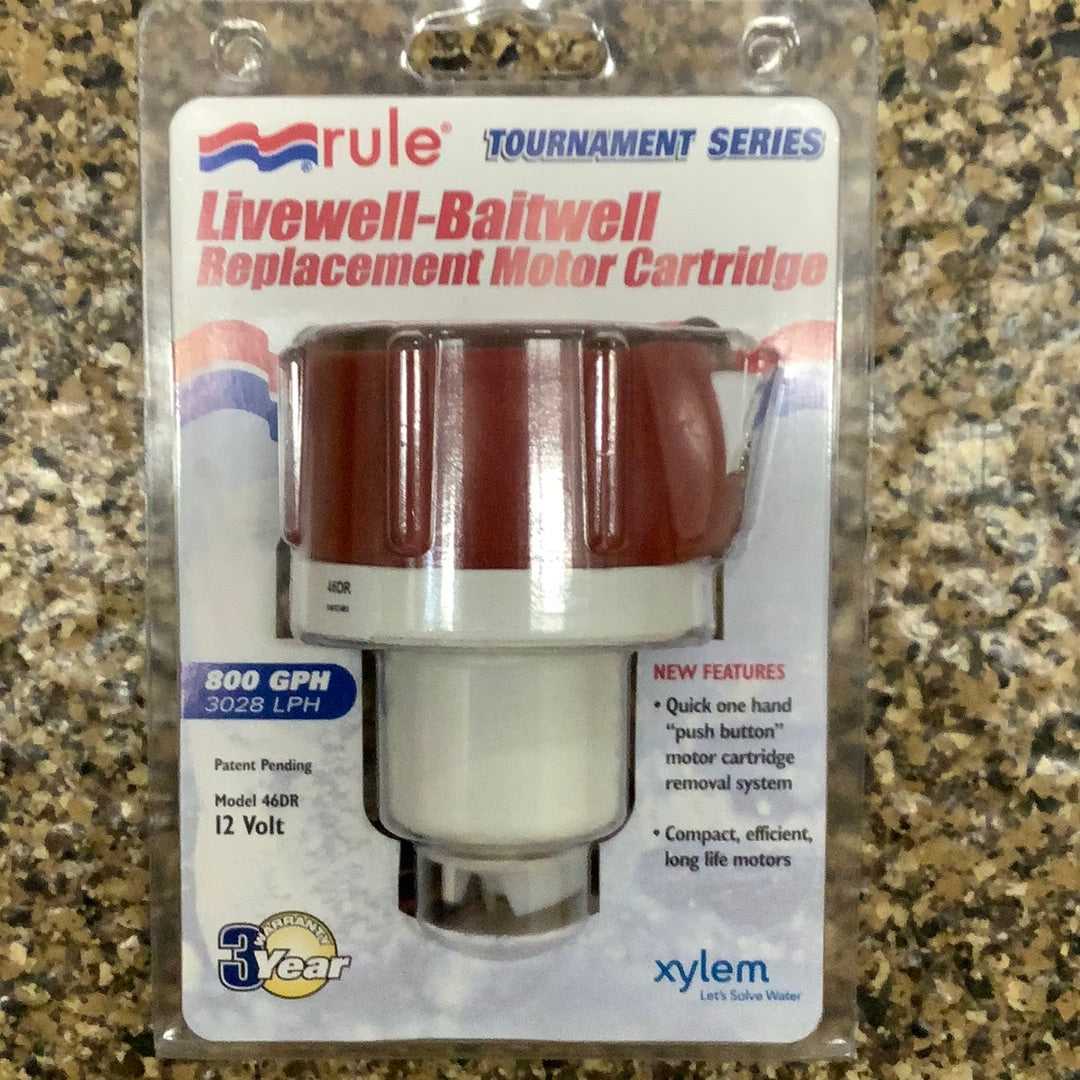 rule®
TOURNAMENT SERIES
Livewell-Baitwell
Replacement Motor Cartridge
46DR
800 GPH
3028 LPH
Patent Pending
Model 46DR
12 Volt
NEW FEATURES
• Quick one hand
"push button"
motor cartridge
removal system
• Compact, efficient,
long life motors
WARRANTY
3 Year
xylem
Let's Solve Water